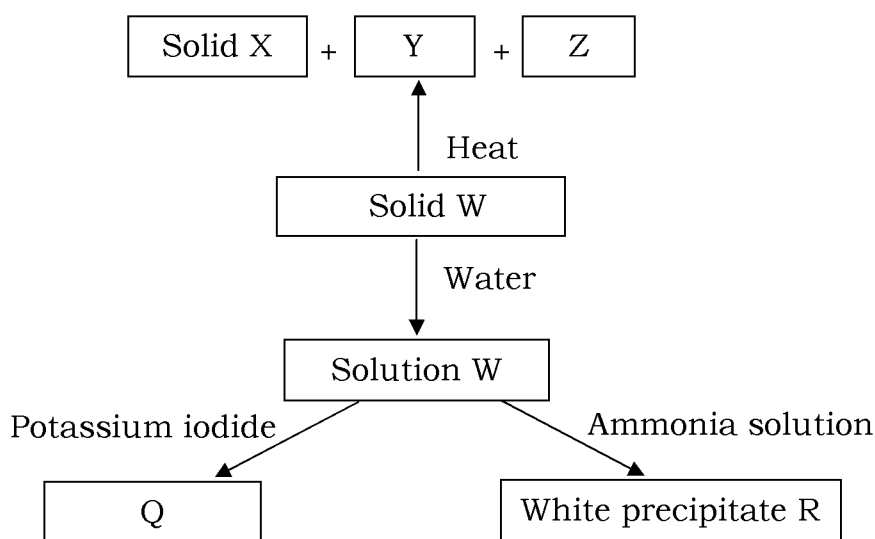 Solid X + Y + Z
Heat
Solid W
Water
Solution W
Potassium iodide
Ammonia solution
Q
White precipitate R